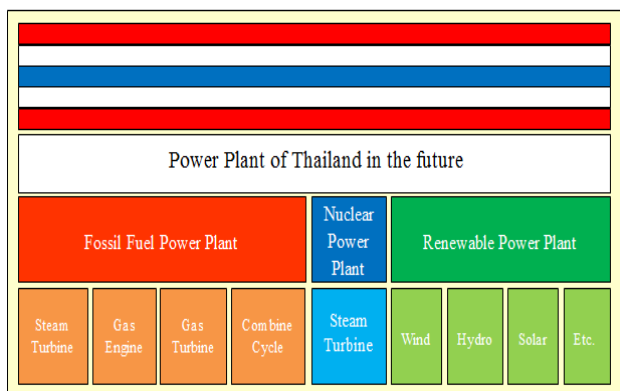 Power Plant of Thailand in the future
Fossil Fuel Power Plant
Nuclear
Power
Plant
Renewable Power Plant
Steam
Turbine
Gas
Engine
Gas
Turbine
Combine
Cycle
Steam
Turbine
Wind
Hydro
Solar
Etc.